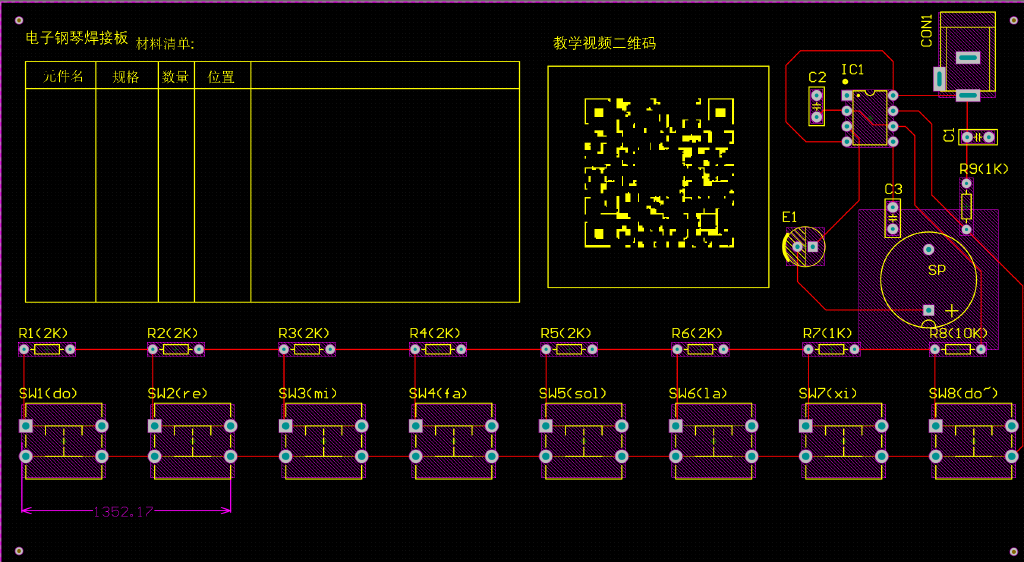 电子钢琴焊接板 材料清单:
教学视频二维码
CON1
元件名 规格 数量 位置
C2 IC1
C1
R9(1K)
C3
E1
SP
+
R1(2K) R2(2K) R3(2K) R4(2K) R5(2K) R6(2K) R7(1K) R8(10K)
SW1(do) SW2(re) SW3(mi) SW4(fa) SW5(sol) SW6(la) SW7(xi) SW8(do~)
1352.17